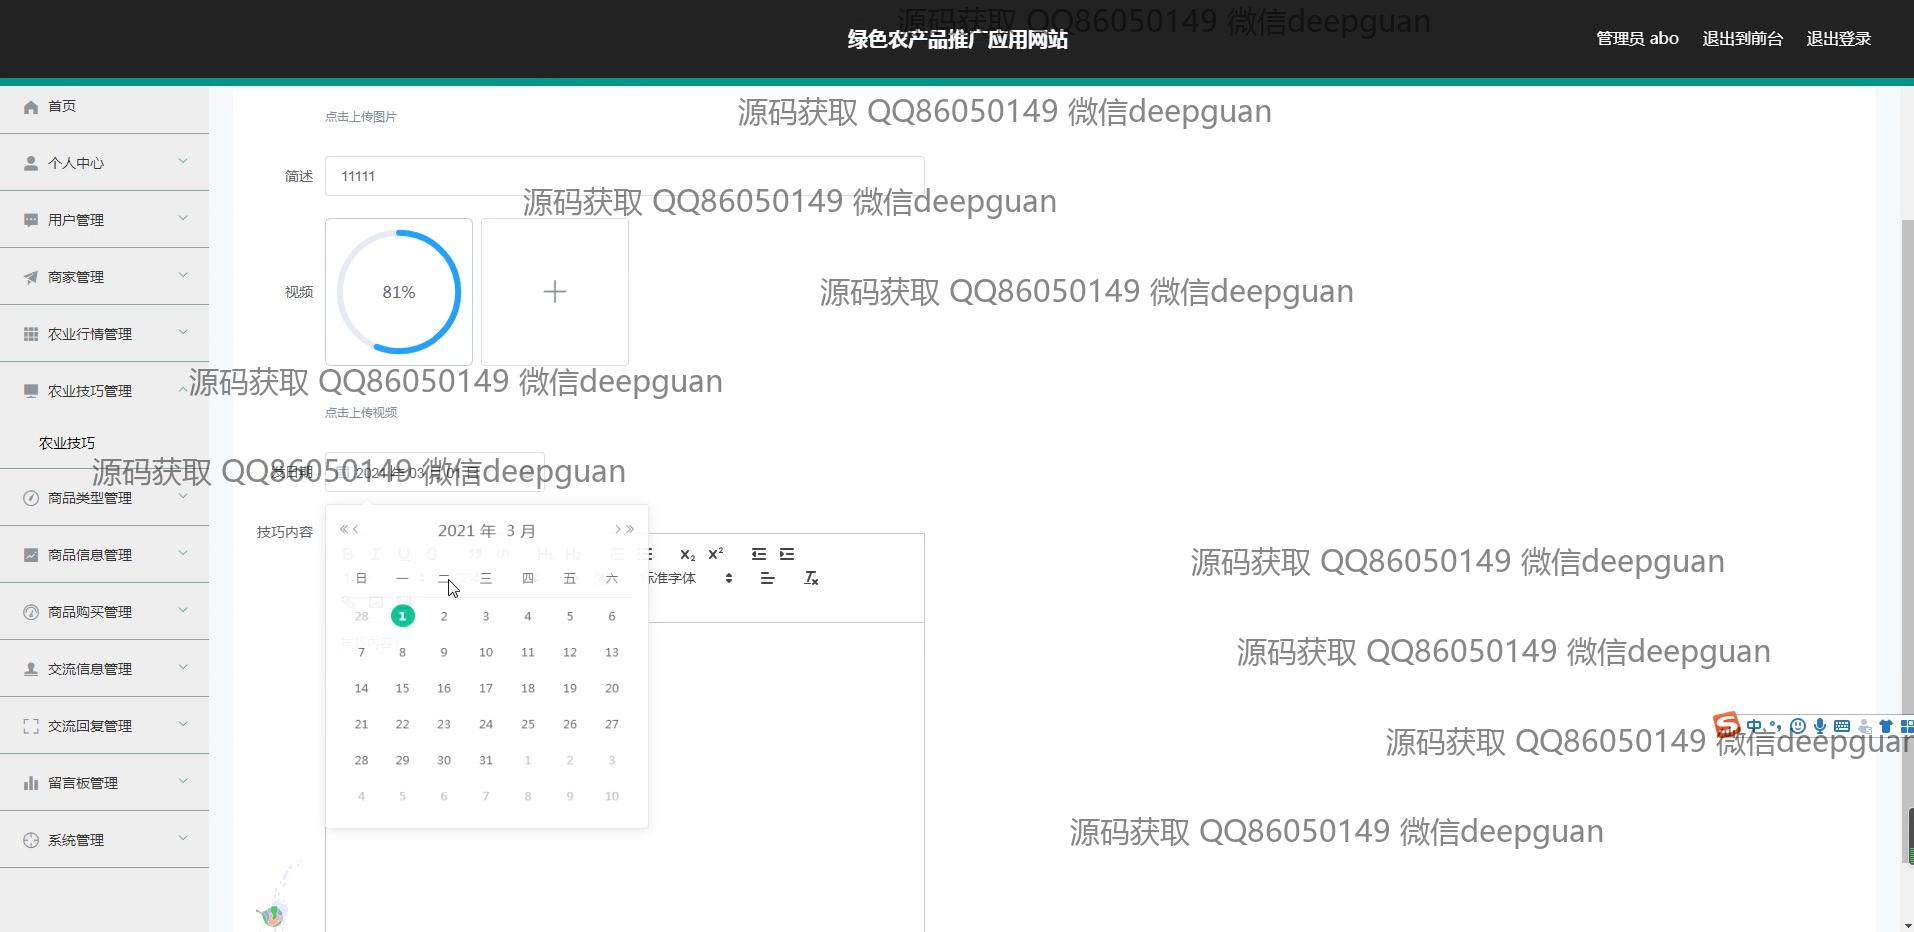 源码获取 QQ86050149 微信deepguan
绿色农产品推广应用网站
管理员 abo
退出到前台
退出登录
首页
个人中心
用户管理
商家管理
农业行情管理
农业技巧管理
农业技巧
商品类型管理
商品信息管理
商品购买管理
交流信息管理
交流回复管理
留言板管理
系统管理
点击上传图片
源码获取 QQ86050149 微信deepguan
简述
11111
源码获取 QQ86050149 微信deepguan
视频
81%
源码获取 QQ86050149 微信deepguan
源码获取 QQ86050149 微信deepguan
点击上传视频
源码获取 QQ86050149 微信deepguan
技巧内容
2021 年 3 月
日 一 二 三 四 五 六
28 1 2 3 4 5 6
7 8 9 10 11 12 13
14 15 16 17 18 19 20
21 22 23 24 25 26 27
28 29 30 31 1 2 3
4 5 6 7 8 9 10
X₂ X²
准字体
源码获取 QQ86050149 微信deepguan
源码获取 QQ86050149 微信deepguan
中
源码获取 QQ86050149 微信deepguan
源码获取 QQ86050149 微信deepguan